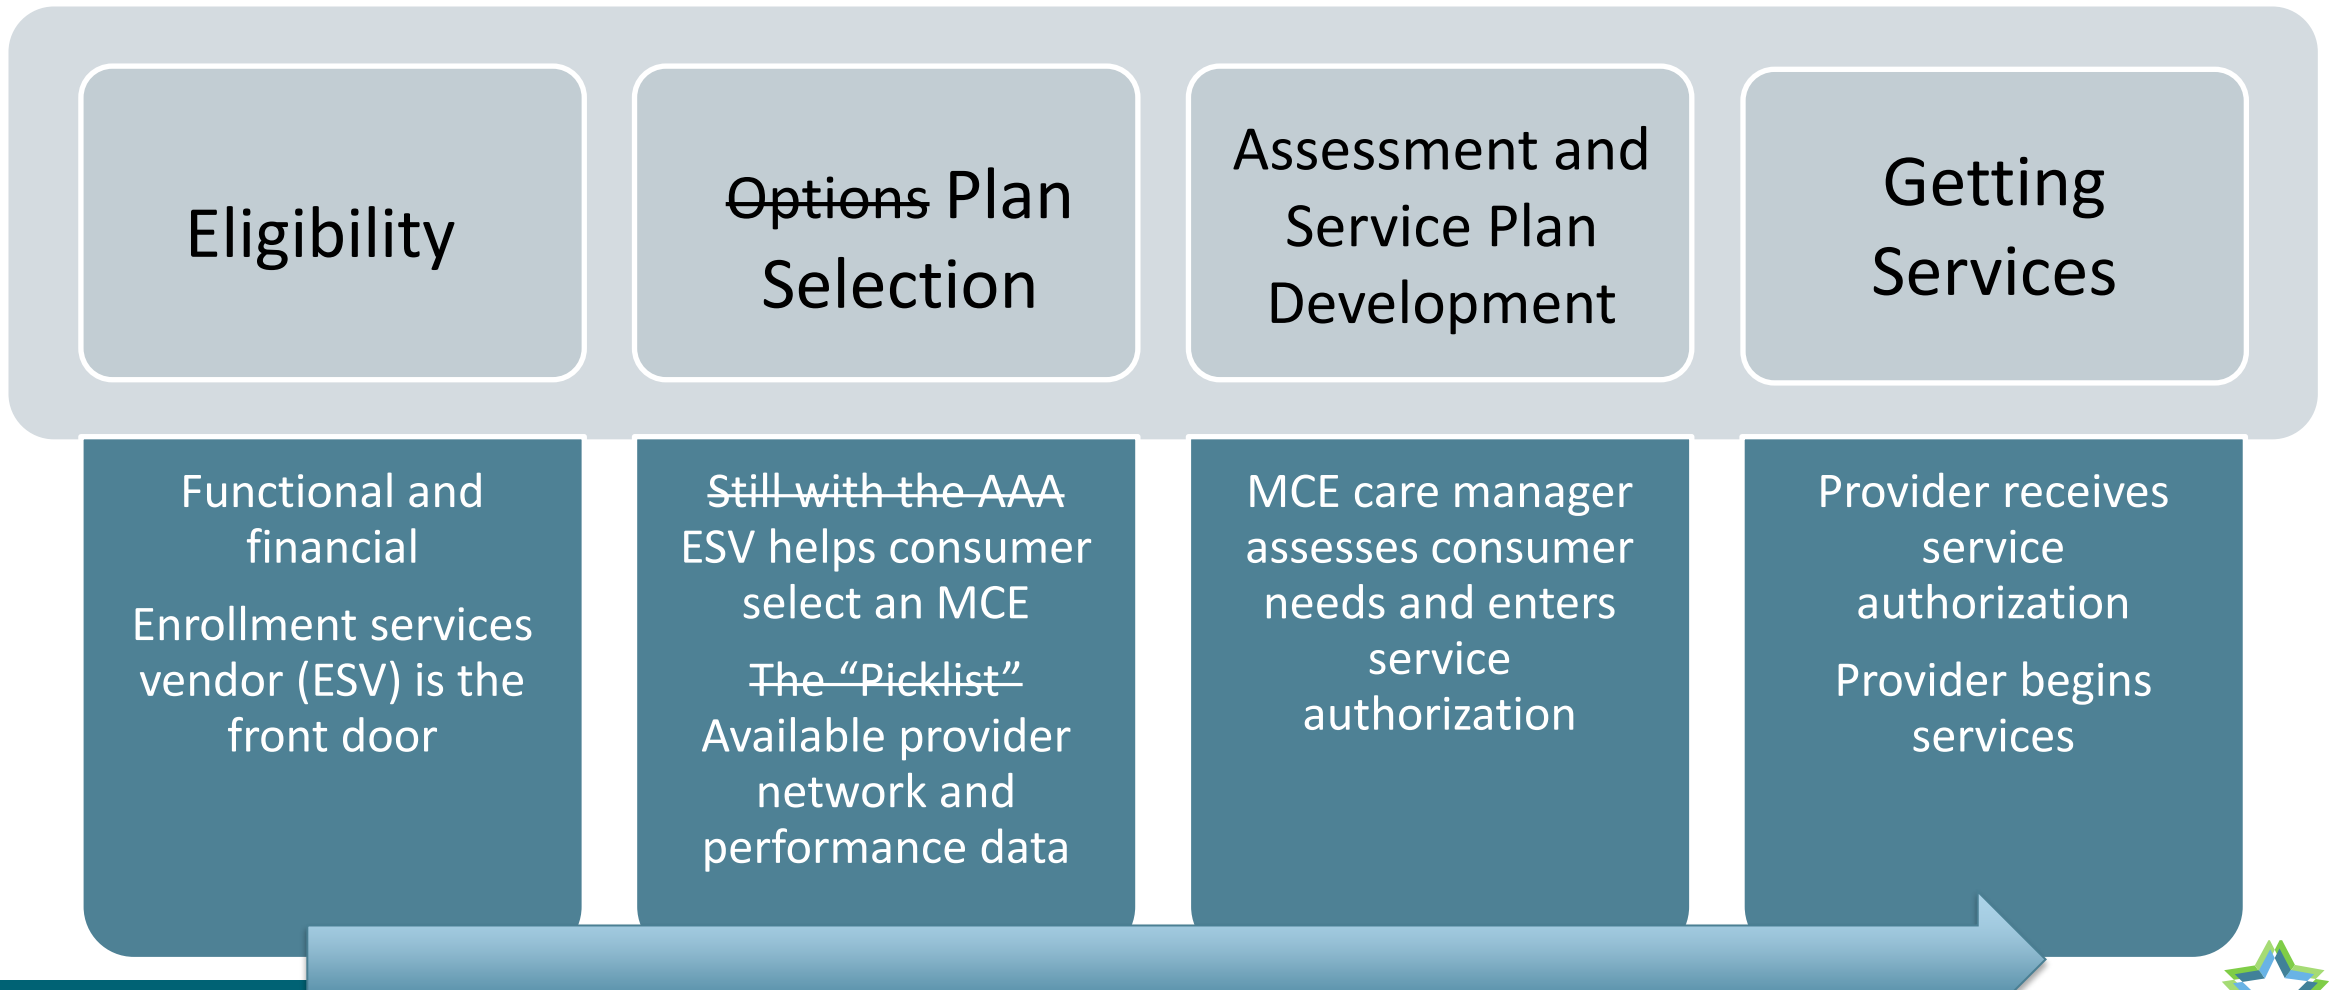 Eligibility
Options Plan
Selection
Assessment and
Service Plan
Development
Getting
Services
Functional and
financial
Enrollment services
vendor (ESV) is the
front door
Still with the AAA
ESV helps consumer
select an MCE
The “Picklist”
Available provider
network and
performance data
MCE care manager
assesses consumer
needs and enters
service
authorization
Provider receives
service
authorization
Provider begins
services